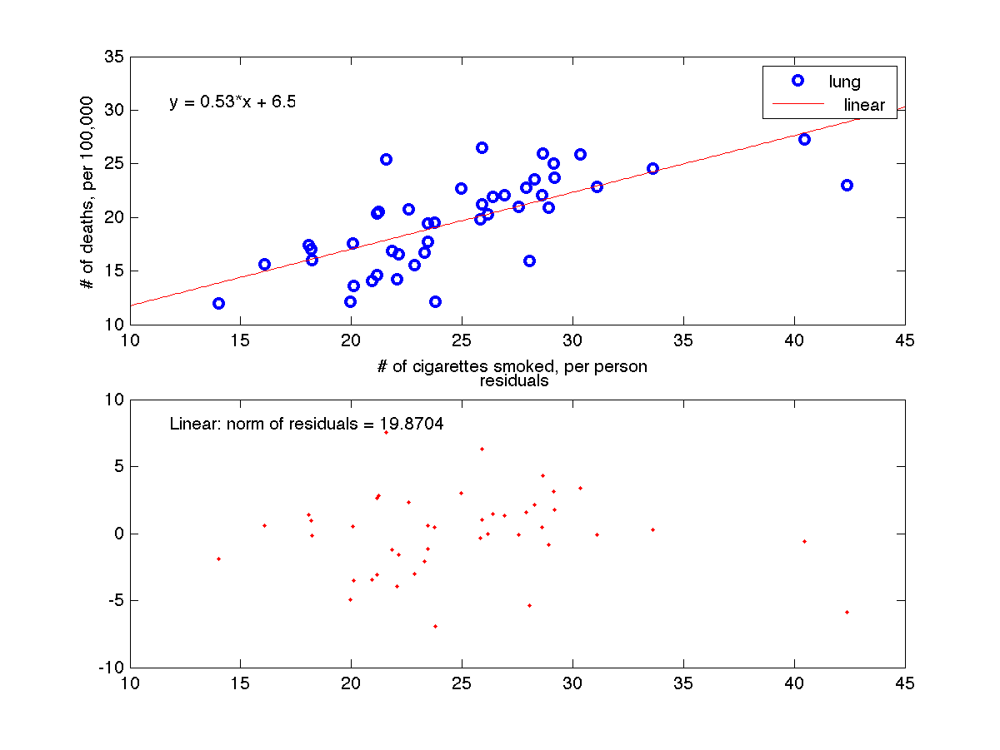 35
30
25
20
15
10
# of deaths, per 100,000
y = 0.53*x + 6.5
lung
linear
10 15 20 25 30 35 40 45
# of cigarettes smoked, per person
residuals
10
5
0
-5
-10
Linear: norm of residuals = 19.8704
10 15 20 25 30 35 40 45